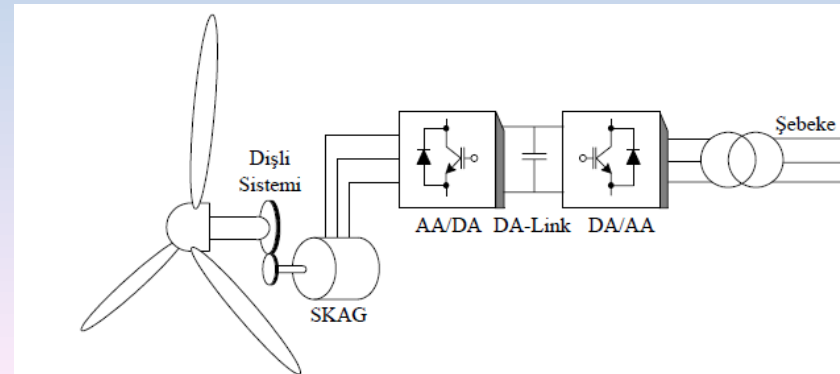 Şebeke
Dişli
Sistemi
AA/DA DA-Link DA/AA
SKAG